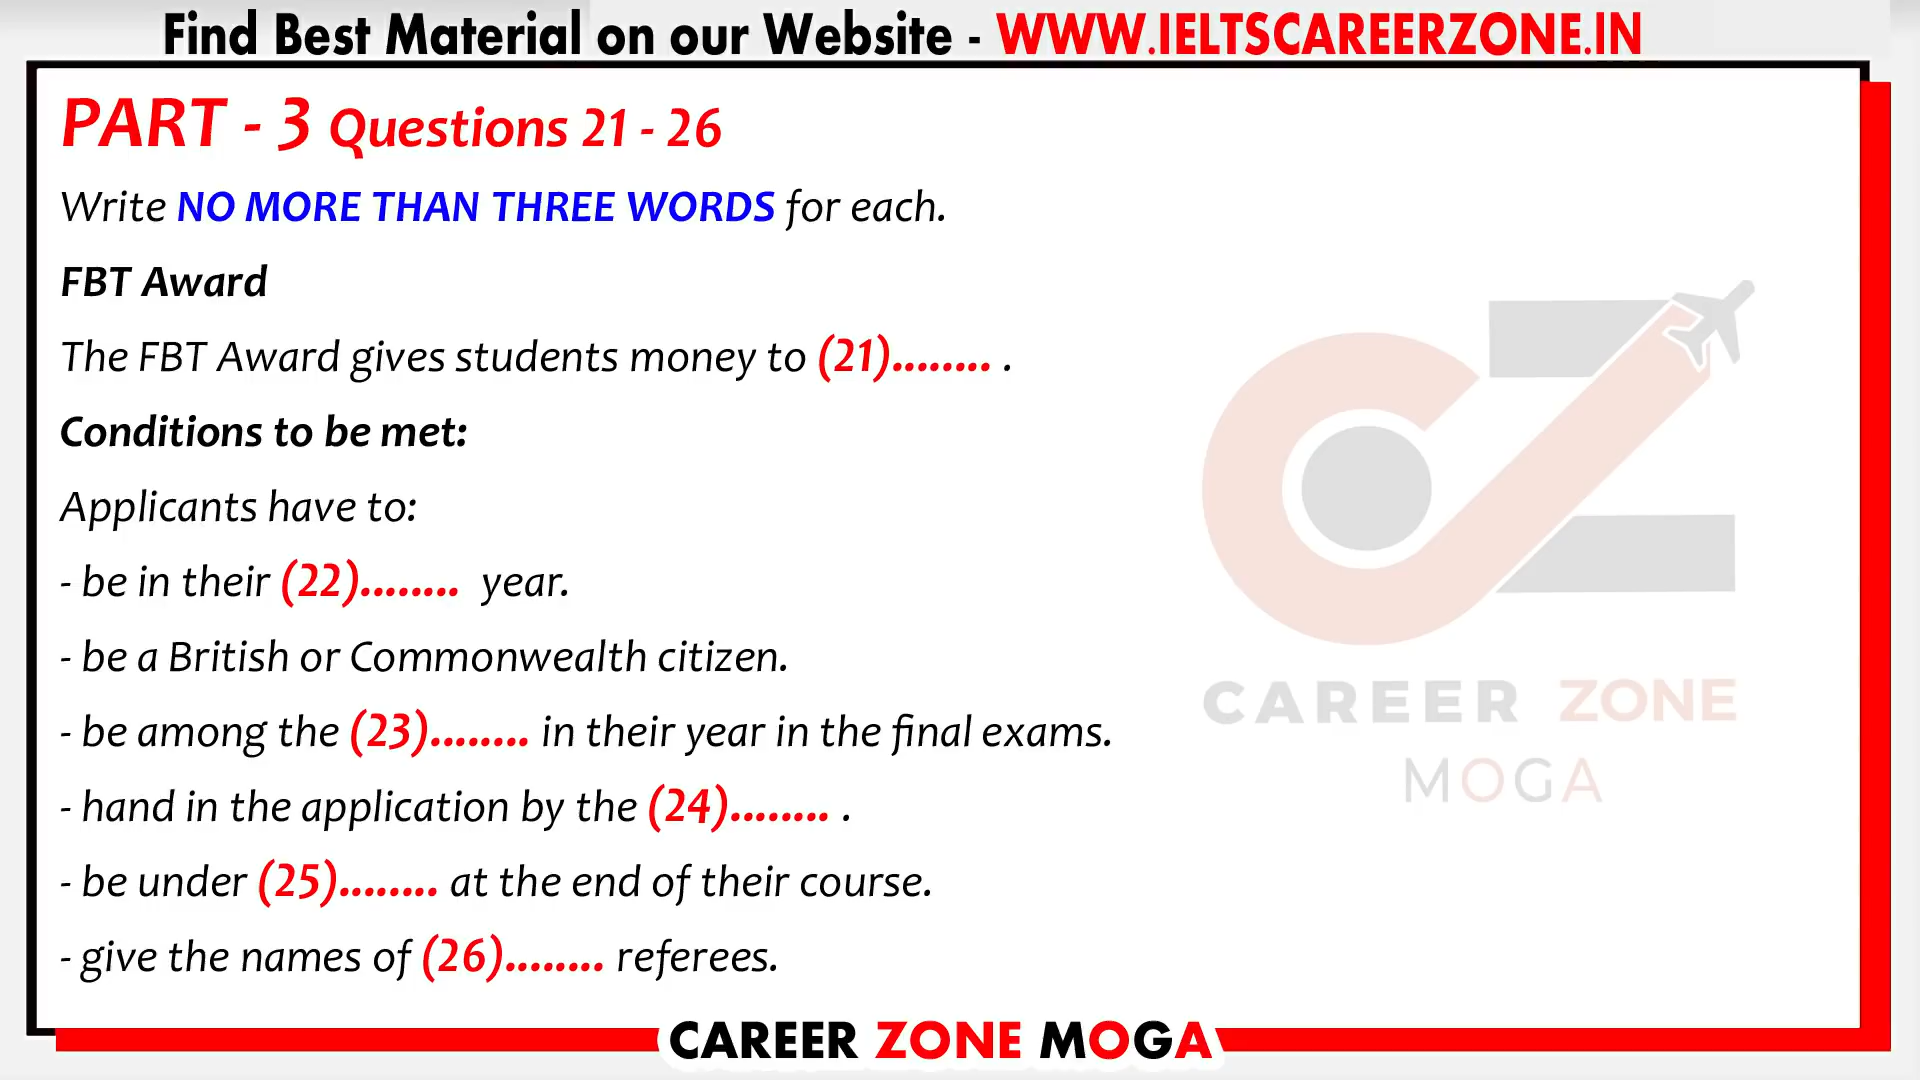 Find Best Material on our Website - WWW.IELTSCAREERZONE.IN
PART - 3 Questions 21 - 26
Write NO MORE THAN THREE WORDS for each.
FBT Award
The FBT Award gives students money to (21)........ .
Conditions to be met:
Applicants have to:
- be in their (22)........ year.
- be a British or Commonwealth citizen.
- be among the (23)........ in their year in the final exams.
- hand in the application by the (24)........ .
- be under (25)........ at the end of their course.
- give the names of (26)........ referees.
CAREER ZONE
MOGA
CAREER ZONE MOGA